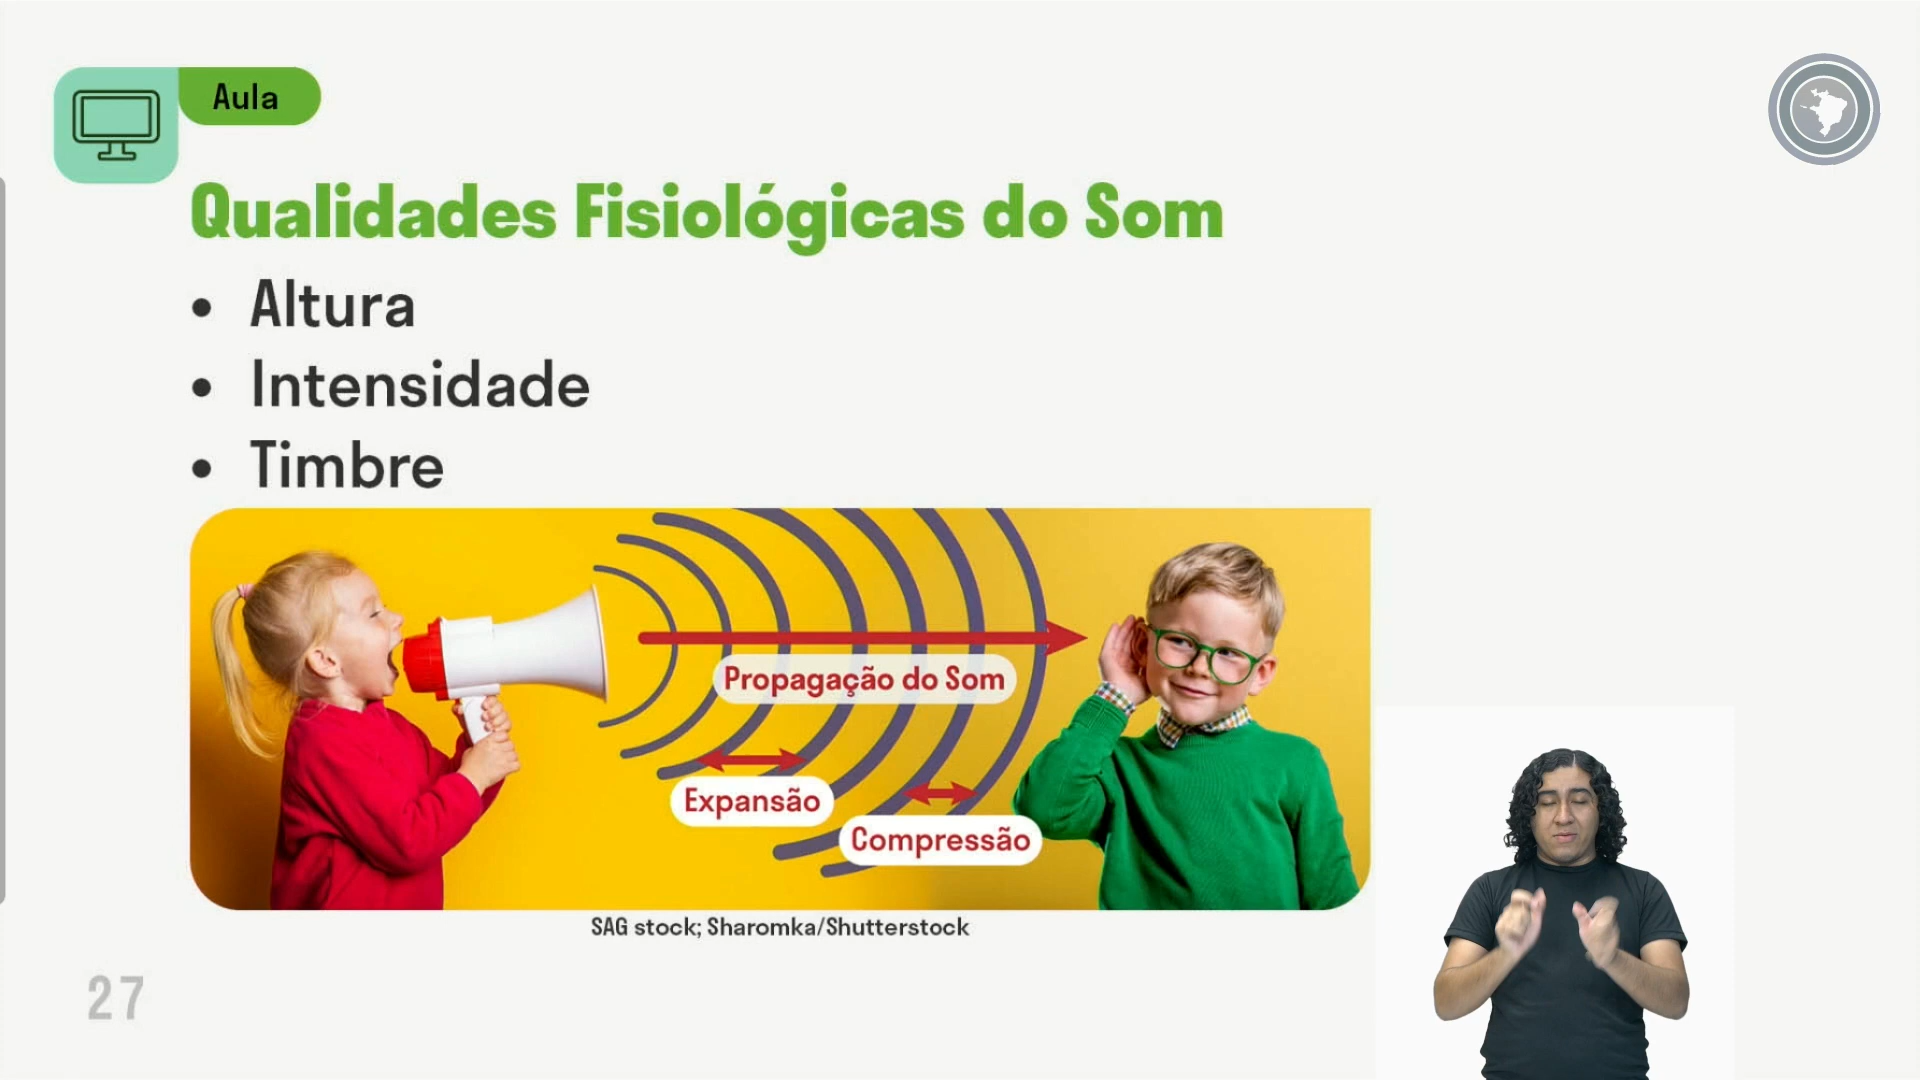 Aula
Qualidades Fisiológicas do Som
• Altura
• Intensidade
• Timbre
Propagação do Som
Expansão
Compressão
SAG stock; Sharomka/Shutterstock
27